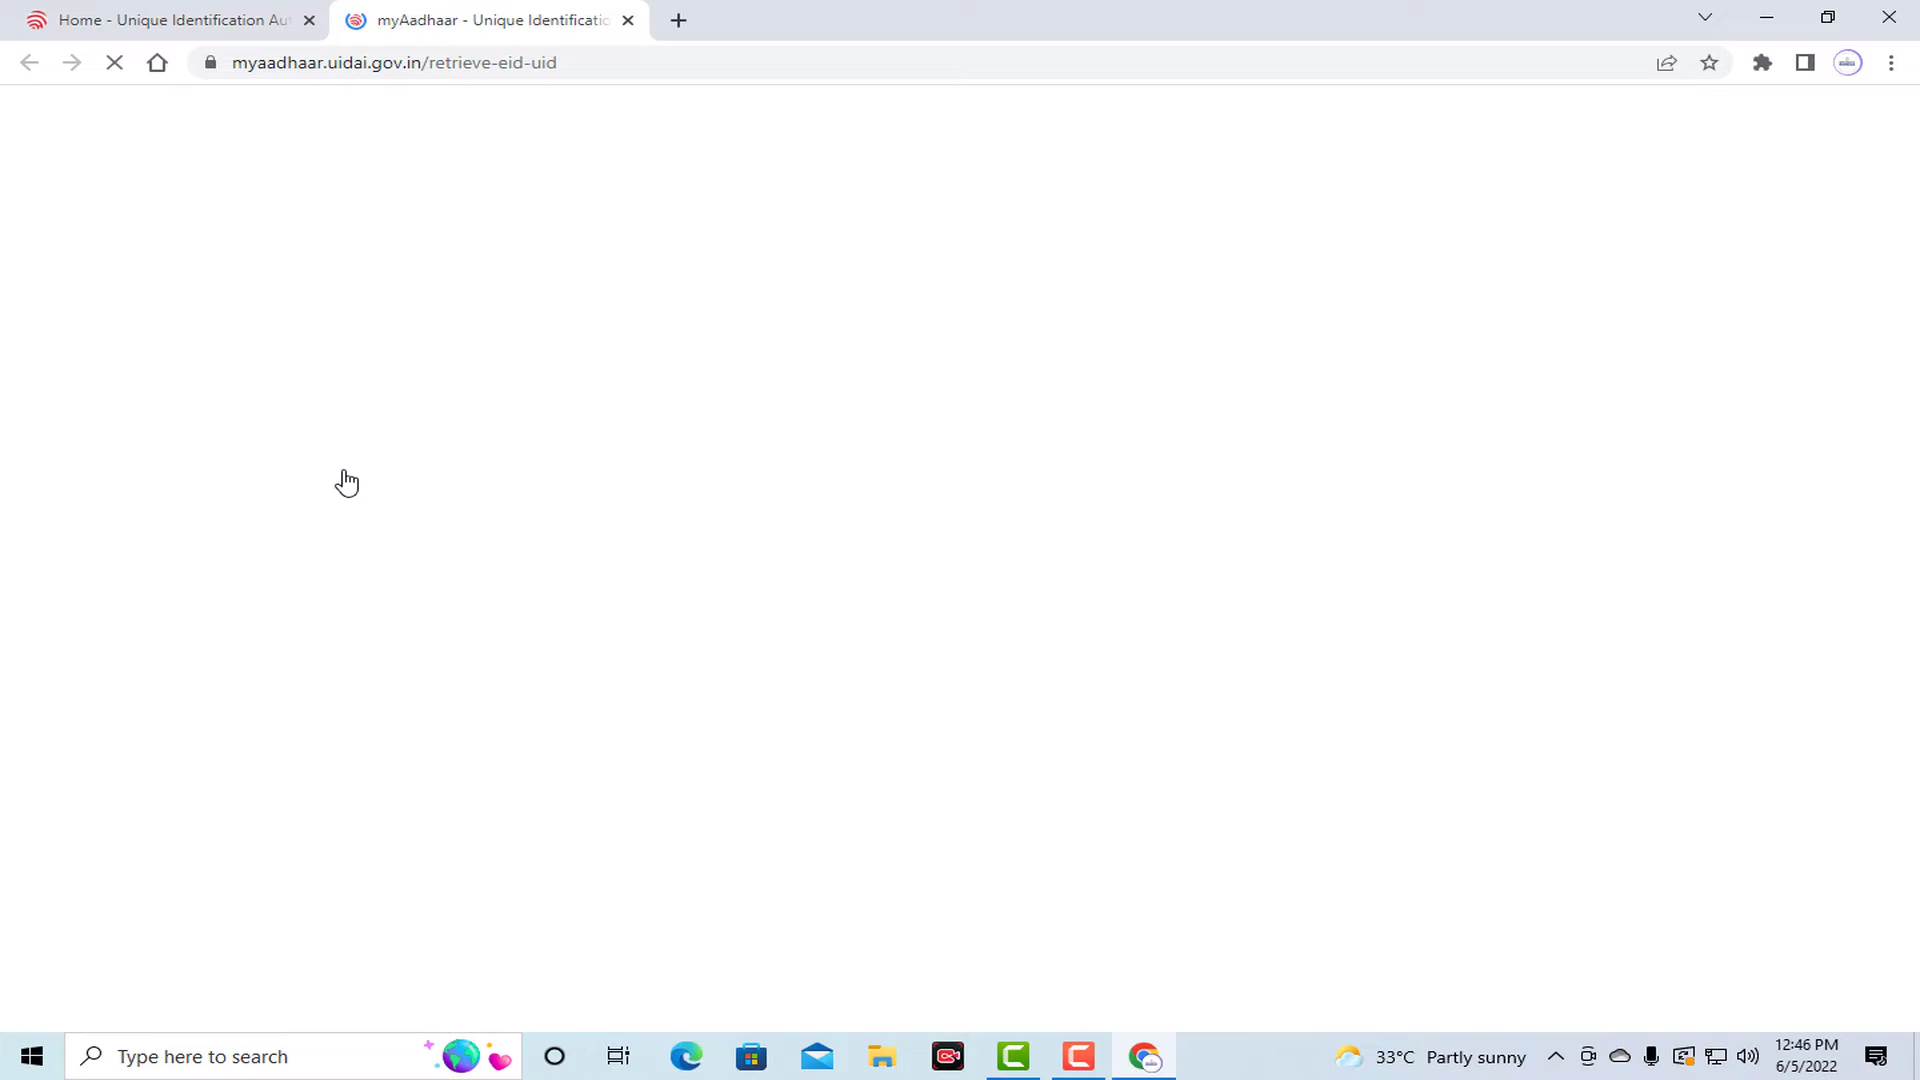 Home - Unique Identification Aut
myAadhaar - Unique Identificatio
myaadhaar.uidai.gov.in/retrieve-eid-uid
Type here to search
33°C Partly sunny
12:46 PM
6/5/2022